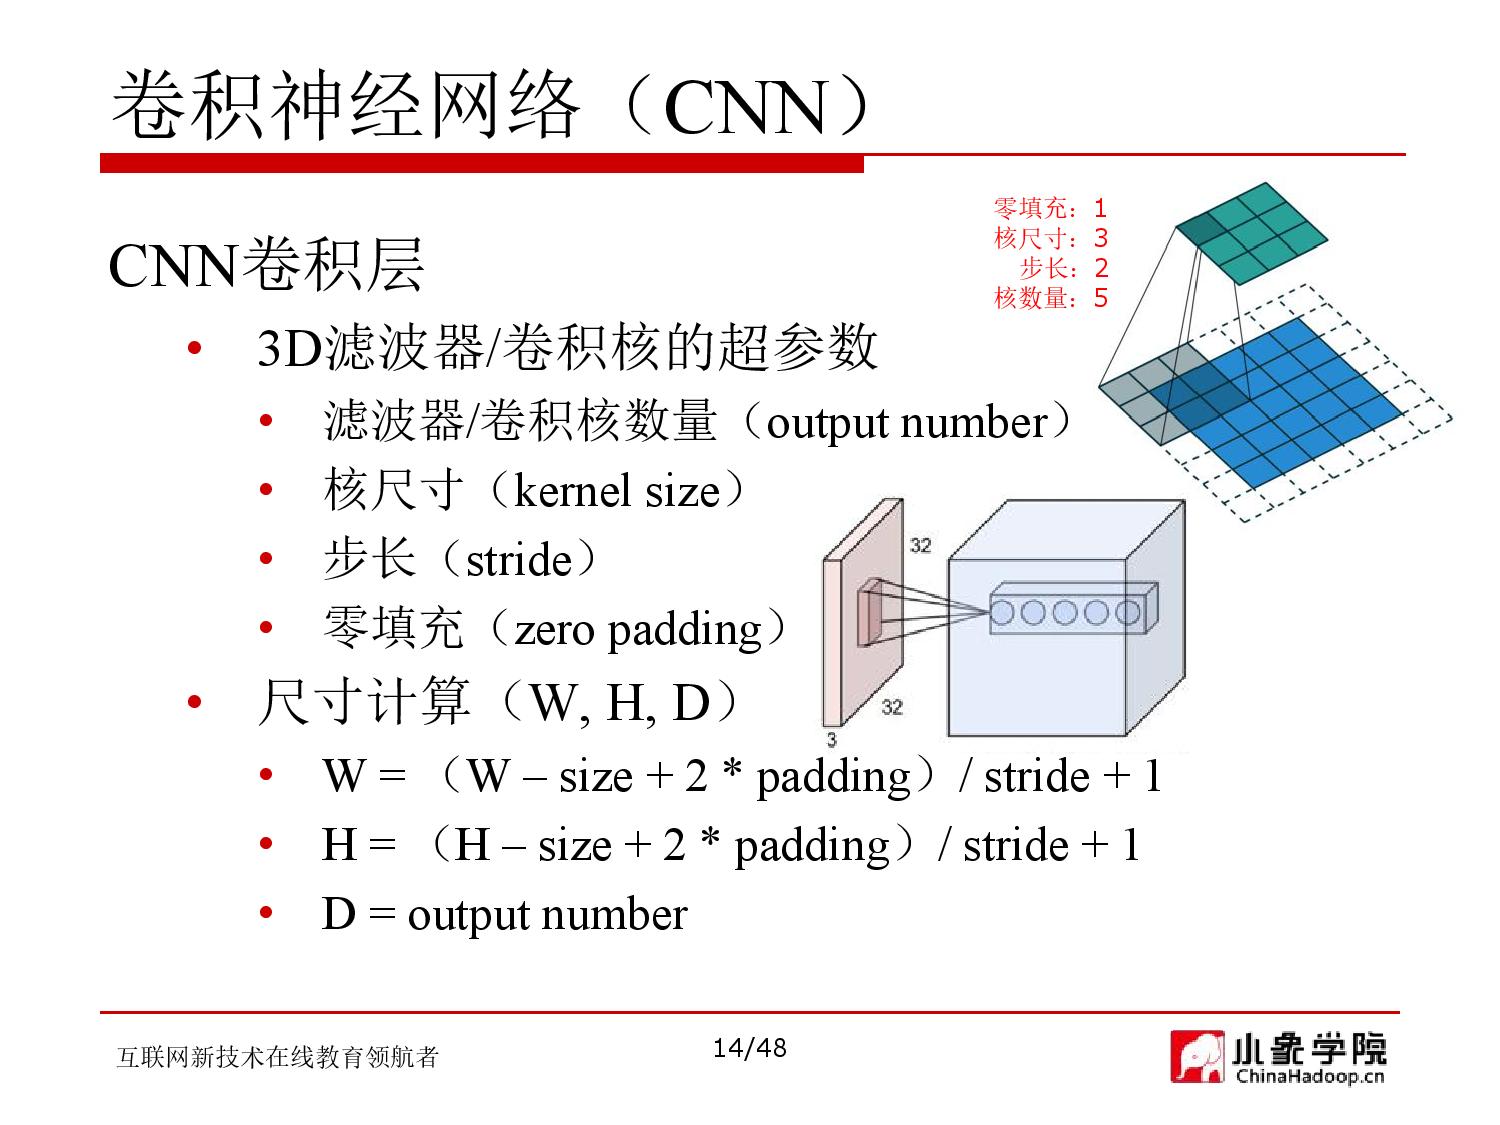 卷积神经网络（CNN）
零填充：1
核尺寸：3
步长：2
核数量：5
CNN卷积层
• 3D滤波器/卷积核的超参数
• 滤波器/卷积核数量（output number）
• 核尺寸（kernel size）
• 步长（stride）
• 零填充（zero padding）
32
32
3
• 尺寸计算（W, H, D）
• W = （W – size + 2 * padding）/ stride + 1
• H = （H – size + 2 * padding）/ stride + 1
• D = output number
互联网新技术在线教育领航者
14/48
小象学院
ChinaHadoop.cn